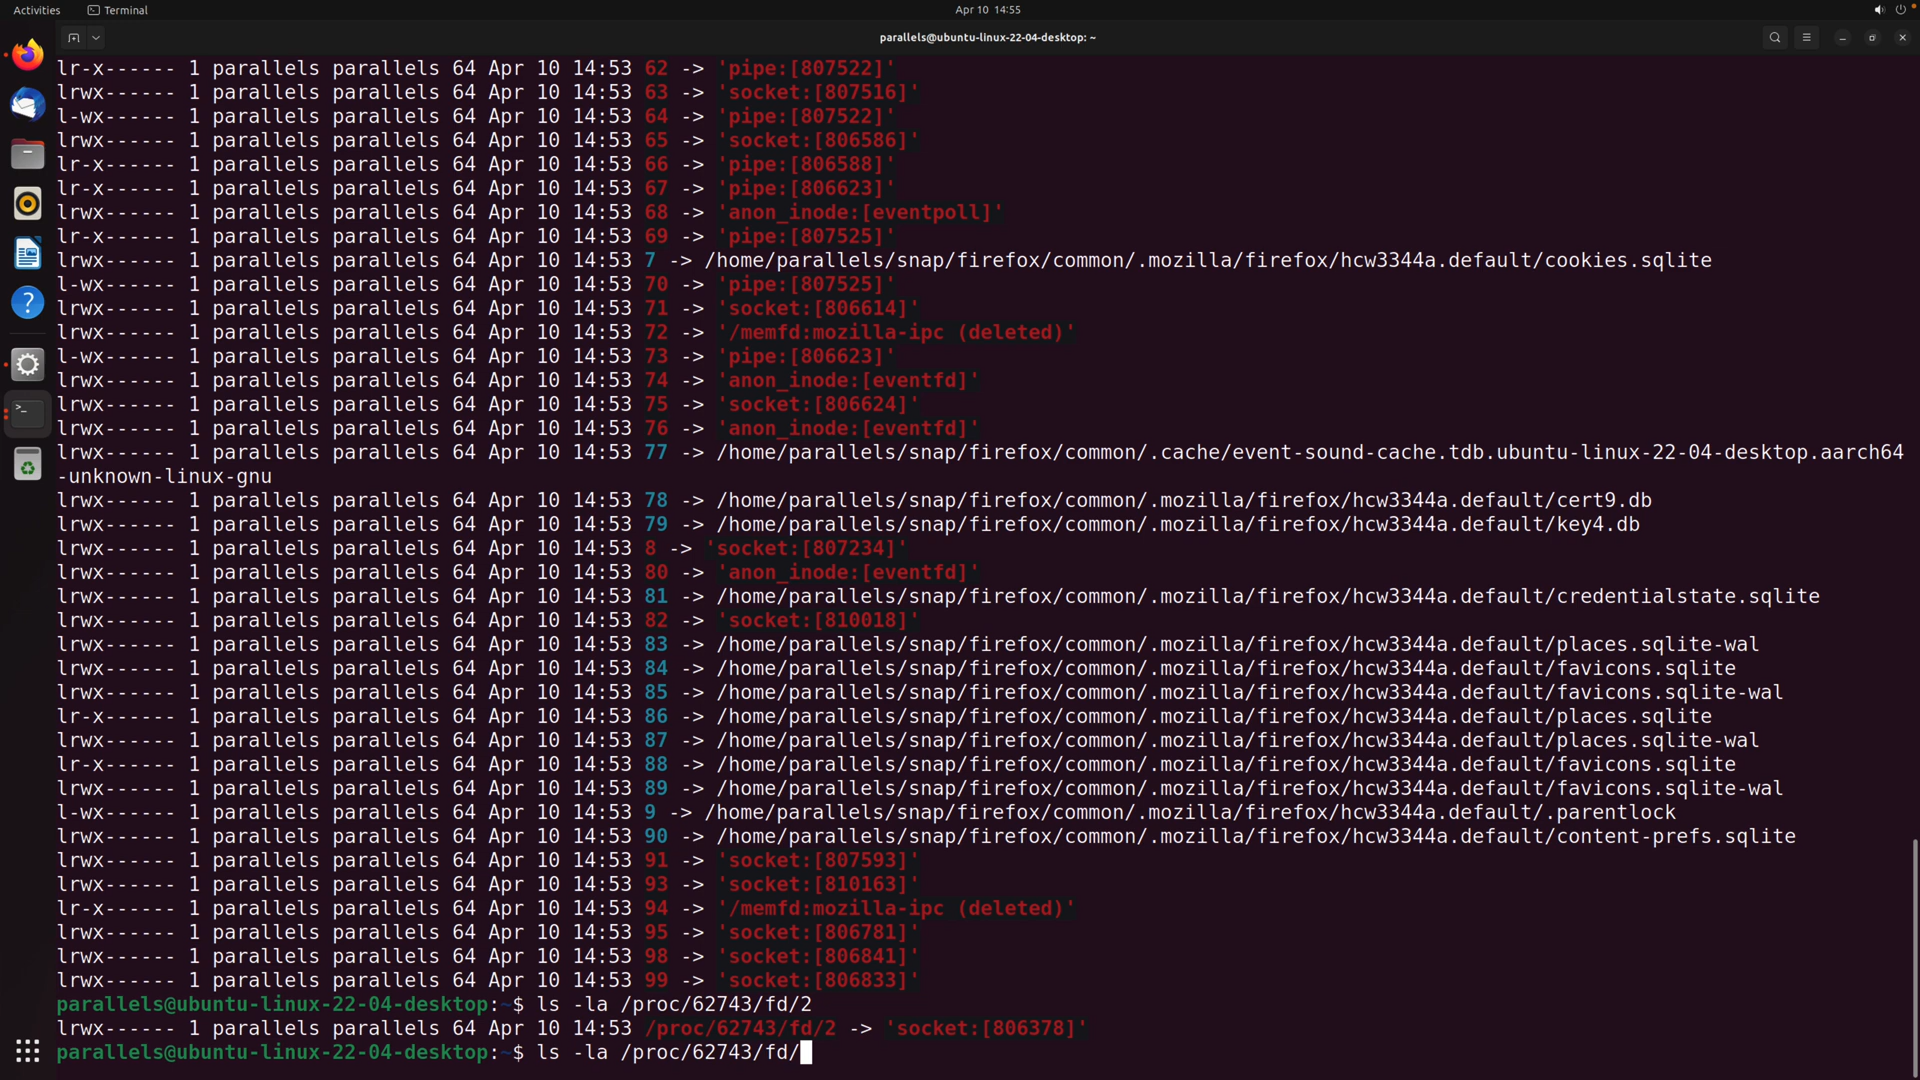 Activities Terminal Apr 10 14:55
parallels@ubuntu-linux-22-04-desktop: ~
lr-x------ 1 parallels parallels 64 Apr 10 14:53 62 -> 'pipe:[807522]'
lrwx------ 1 parallels parallels 64 Apr 10 14:53 63 -> 'socket:[807516]'
l-wx------ 1 parallels parallels 64 Apr 10 14:53 64 -> 'pipe:[807522]'
lrwx------ 1 parallels parallels 64 Apr 10 14:53 65 -> 'socket:[806586]'
lr-x------ 1 parallels parallels 64 Apr 10 14:53 66 -> 'pipe:[806588]'
lr-x------ 1 parallels parallels 64 Apr 10 14:53 67 -> 'pipe:[806623]'
lrwx------ 1 parallels parallels 64 Apr 10 14:53 68 -> 'anon_inode:[eventpoll]'
lr-x------ 1 parallels parallels 64 Apr 10 14:53 69 -> 'pipe:[807525]'
lrwx------ 1 parallels parallels 64 Apr 10 14:53 7 -> /home/parallels/snap/firefox/common/.mozilla/firefox/hcw3344a.default/cookies.sqlite
l-wx------ 1 parallels parallels 64 Apr 10 14:53 70 -> 'pipe:[807525]'
lrwx------ 1 parallels parallels 64 Apr 10 14:53 71 -> 'socket:[806614]'
lrwx------ 1 parallels parallels 64 Apr 10 14:53 72 -> '/memfd:mozilla-ipc (deleted)'
l-wx------ 1 parallels parallels 64 Apr 10 14:53 73 -> 'pipe:[806623]'
lrwx------ 1 parallels parallels 64 Apr 10 14:53 74 -> 'anon_inode:[eventfd]'
lrwx------ 1 parallels parallels 64 Apr 10 14:53 75 -> 'socket:[806624]'
lrwx------ 1 parallels parallels 64 Apr 10 14:53 76 -> 'anon_inode:[eventfd]'
lrwx------ 1 parallels parallels 64 Apr 10 14:53 77 -> /home/parallels/snap/firefox/common/.cache/event-sound-cache.tdb.ubuntu-linux-22-04-desktop.aarch64
-unknown-linux-gnu
lrwx------ 1 parallels parallels 64 Apr 10 14:53 78 -> /home/parallels/snap/firefox/common/.mozilla/firefox/hcw3344a.default/cert9.db
lrwx------ 1 parallels parallels 64 Apr 10 14:53 79 -> /home/parallels/snap/firefox/common/.mozilla/firefox/hcw3344a.default/key4.db
lrwx------ 1 parallels parallels 64 Apr 10 14:53 8 -> 'socket:[807234]'
lrwx------ 1 parallels parallels 64 Apr 10 14:53 80 -> 'anon_inode:[eventfd]'
lrwx------ 1 parallels parallels 64 Apr 10 14:53 81 -> /home/parallels/snap/firefox/common/.mozilla/firefox/hcw3344a.default/credentialstate.sqlite
lrwx------ 1 parallels parallels 64 Apr 10 14:53 82 -> 'socket:[810018]'
lrwx------ 1 parallels parallels 64 Apr 10 14:53 83 -> /home/parallels/snap/firefox/common/.mozilla/firefox/hcw3344a.default/places.sqlite-wal
lrwx------ 1 parallels parallels 64 Apr 10 14:53 84 -> /home/parallels/snap/firefox/common/.mozilla/firefox/hcw3344a.default/favicons.sqlite
lrwx------ 1 parallels parallels 64 Apr 10 14:53 85 -> /home/parallels/snap/firefox/common/.mozilla/firefox/hcw3344a.default/favicons.sqlite-wal
lr-x------ 1 parallels parallels 64 Apr 10 14:53 86 -> /home/parallels/snap/firefox/common/.mozilla/firefox/hcw3344a.default/places.sqlite
lrwx------ 1 parallels parallels 64 Apr 10 14:53 87 -> /home/parallels/snap/firefox/common/.mozilla/firefox/hcw3344a.default/places.sqlite-wal
lr-x------ 1 parallels parallels 64 Apr 10 14:53 88 -> /home/parallels/snap/firefox/common/.mozilla/firefox/hcw3344a.default/favicons.sqlite
lrwx------ 1 parallels parallels 64 Apr 10 14:53 89 -> /home/parallels/snap/firefox/common/.mozilla/firefox/hcw3344a.default/favicons.sqlite-wal
l-wx------ 1 parallels parallels 64 Apr 10 14:53 9 -> /home/parallels/snap/firefox/common/.mozilla/firefox/hcw3344a.default/.parentlock
lrwx------ 1 parallels parallels 64 Apr 10 14:53 90 -> /home/parallels/snap/firefox/common/.mozilla/firefox/hcw3344a.default/content-prefs.sqlite
lrwx------ 1 parallels parallels 64 Apr 10 14:53 91 -> 'socket:[807593]'
lrwx------ 1 parallels parallels 64 Apr 10 14:53 93 -> 'socket:[810163]'
lr-x------ 1 parallels parallels 64 Apr 10 14:53 94 -> '/memfd:mozilla-ipc (deleted)'
lrwx------ 1 parallels parallels 64 Apr 10 14:53 95 -> 'socket:[806781]'
lrwx------ 1 parallels parallels 64 Apr 10 14:53 98 -> 'socket:[806841]'
lrwx------ 1 parallels parallels 64 Apr 10 14:53 99 -> 'socket:[806833]'
parallels@ubuntu-linux-22-04-desktop:~$ ls -la /proc/62743/fd/2
lrwx------ 1 parallels parallels 64 Apr 10 14:53 /proc/62743/fd/2 -> 'socket:[806378]'
parallels@ubuntu-linux-22-04-desktop:~$ ls -la /proc/62743/fd/